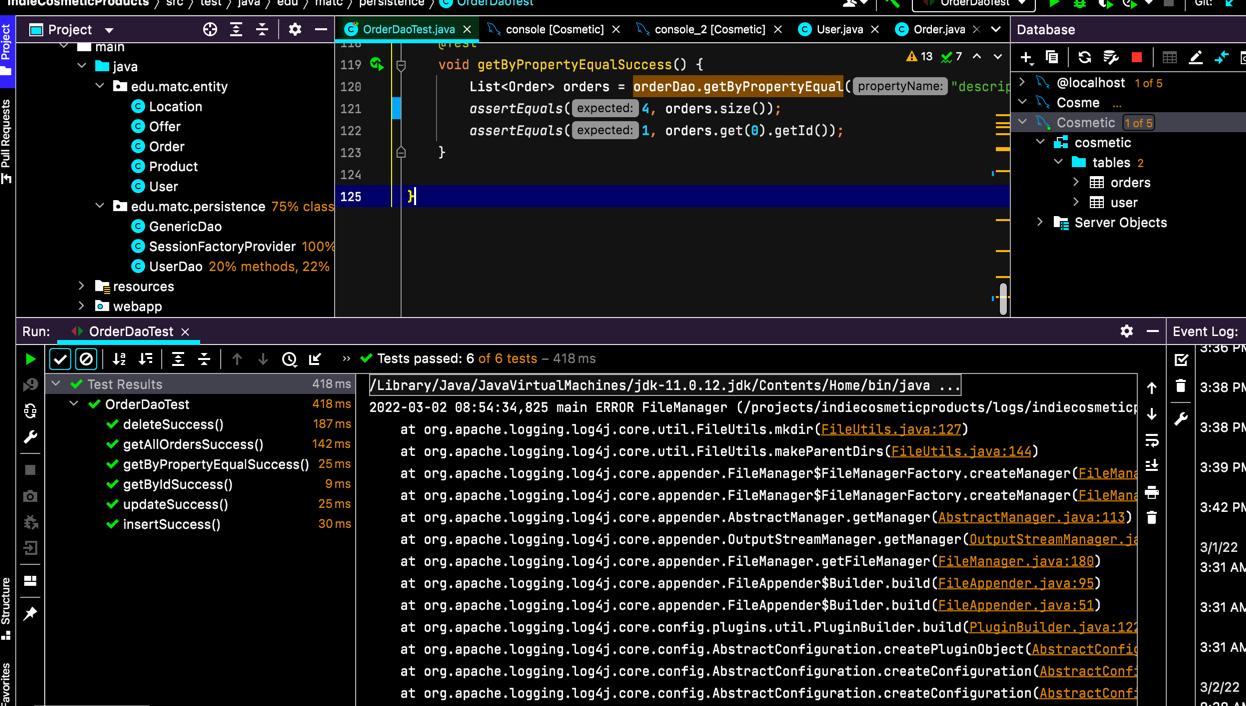 IndieCosmeticProducts › src › test › java › edu › matc › persistence › OrderDaoTest
OrderDaoTest
Git:
Project
OrderDaoTest.java
console [Cosmetic]
console_2 [Cosmetic]
User.java
Order.java
Database
Project
Pull Requests
Structure
Favorites
main
java
edu.matc.entity
Location
Offer
Order
Product
User
edu.matc.persistence 75% class
GenericDao
SessionFactoryProvider 100%
UserDao 20% methods, 22%
resources
webapp
118 @Test
119 void getByPropertyEqualSuccess() {
120 List<Order> orders = orderDao.getByPropertyEqual( propertyName: "descrip
121 assertEquals( expected: 4, orders.size());
122 assertEquals( expected: 1, orders.get(0).getId());
123 }
124
125 }
13 7
@localhost 1 of 5
Cosme ...
Cosmetic 1 of 5
cosmetic
tables 2
orders
user
Server Objects
Run: OrderDaoTest
Event Log:
Tests passed: 6 of 6 tests – 418 ms
Test Results 418 ms
OrderDaoTest 418 ms
deleteSuccess() 187 ms
getAllOrdersSuccess() 142 ms
getByPropertyEqualSuccess() 25 ms
getByIdSuccess() 9 ms
updateSuccess() 25 ms
insertSuccess() 30 ms
/Library/Java/JavaVirtualMachines/jdk-11.0.12.jdk/Contents/Home/bin/java ...
2022-03-02 08:54:34,825 main ERROR FileManager (/projects/indiecosmeticproducts/logs/indiecosmeticp
at org.apache.logging.log4j.core.util.FileUtils.mkdir(FileUtils.java:127)
at org.apache.logging.log4j.core.util.FileUtils.makeParentDirs(FileUtils.java:144)
at org.apache.logging.log4j.core.appender.FileManager$FileManagerFactory.createManager(FileMana
at org.apache.logging.log4j.core.appender.FileManager$FileManagerFactory.createManager(FileMana
at org.apache.logging.log4j.core.appender.AbstractManager.getManager(AbstractManager.java:113)
at org.apache.logging.log4j.core.appender.OutputStreamManager.getManager(OutputStreamManager.ja
at org.apache.logging.log4j.core.appender.FileManager.getFileManager(FileManager.java:180)
at org.apache.logging.log4j.core.appender.FileAppender$Builder.build(FileAppender.java:95)
at org.apache.logging.log4j.core.appender.FileAppender$Builder.build(FileAppender.java:51)
at org.apache.logging.log4j.core.config.plugins.util.PluginBuilder.build(PluginBuilder.java:122
at org.apache.logging.log4j.core.config.AbstractConfiguration.createPluginObject(AbstractConfig
at org.apache.logging.log4j.core.config.AbstractConfiguration.createConfiguration(AbstractConfi
at org.apache.logging.log4j.core.config.AbstractConfiguration.createConfiguration(AbstractConfi
3:36 PM
3:38 PM
3:38 PM
3:39 PM
3:42 PM
3/1/22
3:31 AM
3:31 AM
3:31 AM
3/2/22